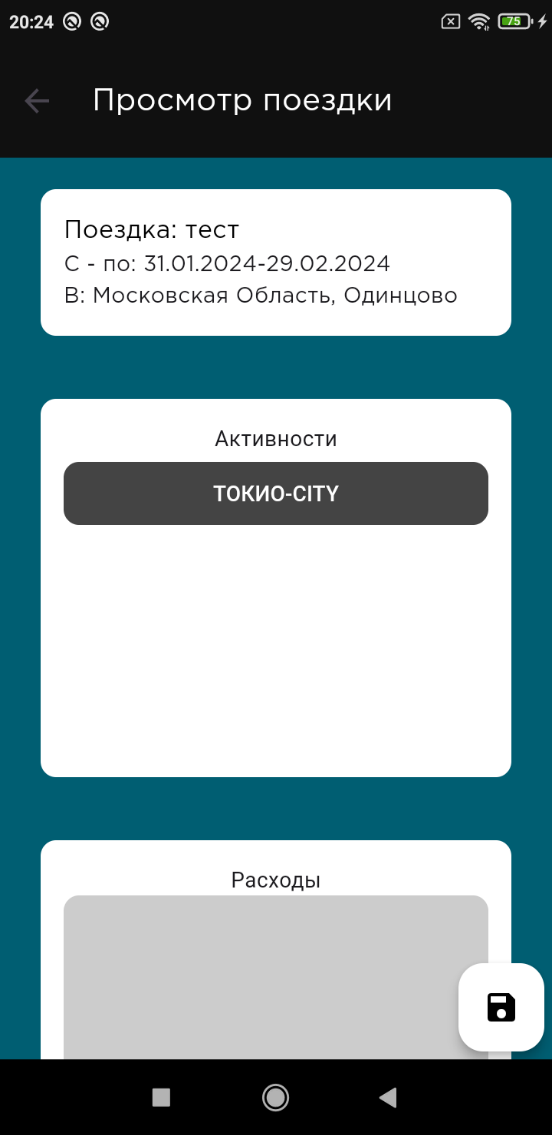 20:24
75
Просмотр поездки
Поездка: тест
С - по: 31.01.2024-29.02.2024
В: Московская Область, Одинцово
Активности
ТОКИО-CITY
Расходы